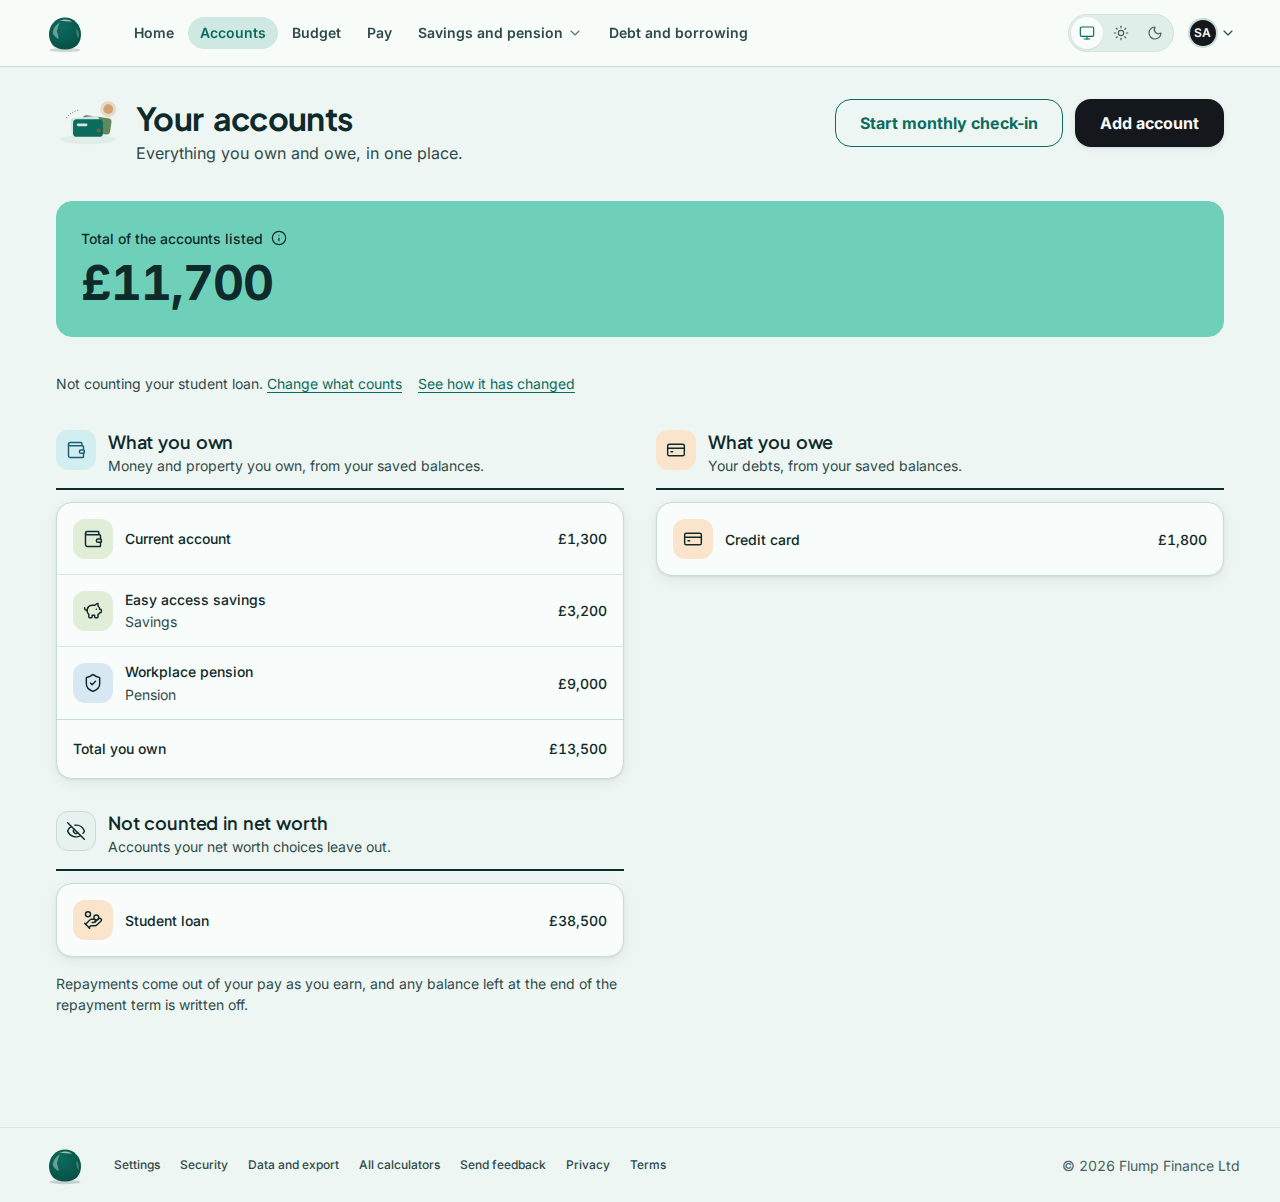 Home
Accounts
Budget
Pay
Savings and pension
Debt and borrowing
SA
Your accounts
Everything you own and owe, in one place.
Start monthly check-in
Add account
Total of the accounts listed
£11,700
Not counting your student loan. Change what counts See how it has changed
What you own
Money and property you own, from your saved balances.
Current account £1,300
Easy access savings
Savings
£3,200
Workplace pension
Pension
£9,000
Total you own £13,500
What you owe
Your debts, from your saved balances.
Credit card £1,800
Not counted in net worth
Accounts your net worth choices leave out.
Student loan £38,500
Repayments come out of your pay as you earn, and any balance left at the end of the
repayment term is written off.
Settings
Security
Data and export
All calculators
Send feedback
Privacy
Terms
© 2026 Flump Finance Ltd